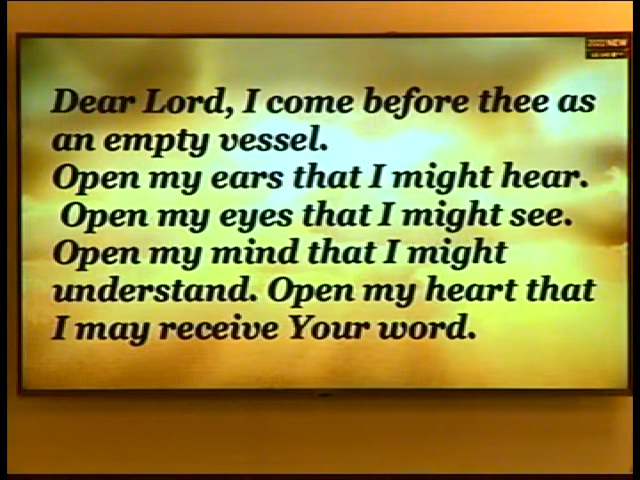 Dear Lord, I come before thee as
an empty vessel.
Open my ears that I might hear.
Open my eyes that I might see.
Open my mind that I might
understand. Open my heart that
I may receive Your word.